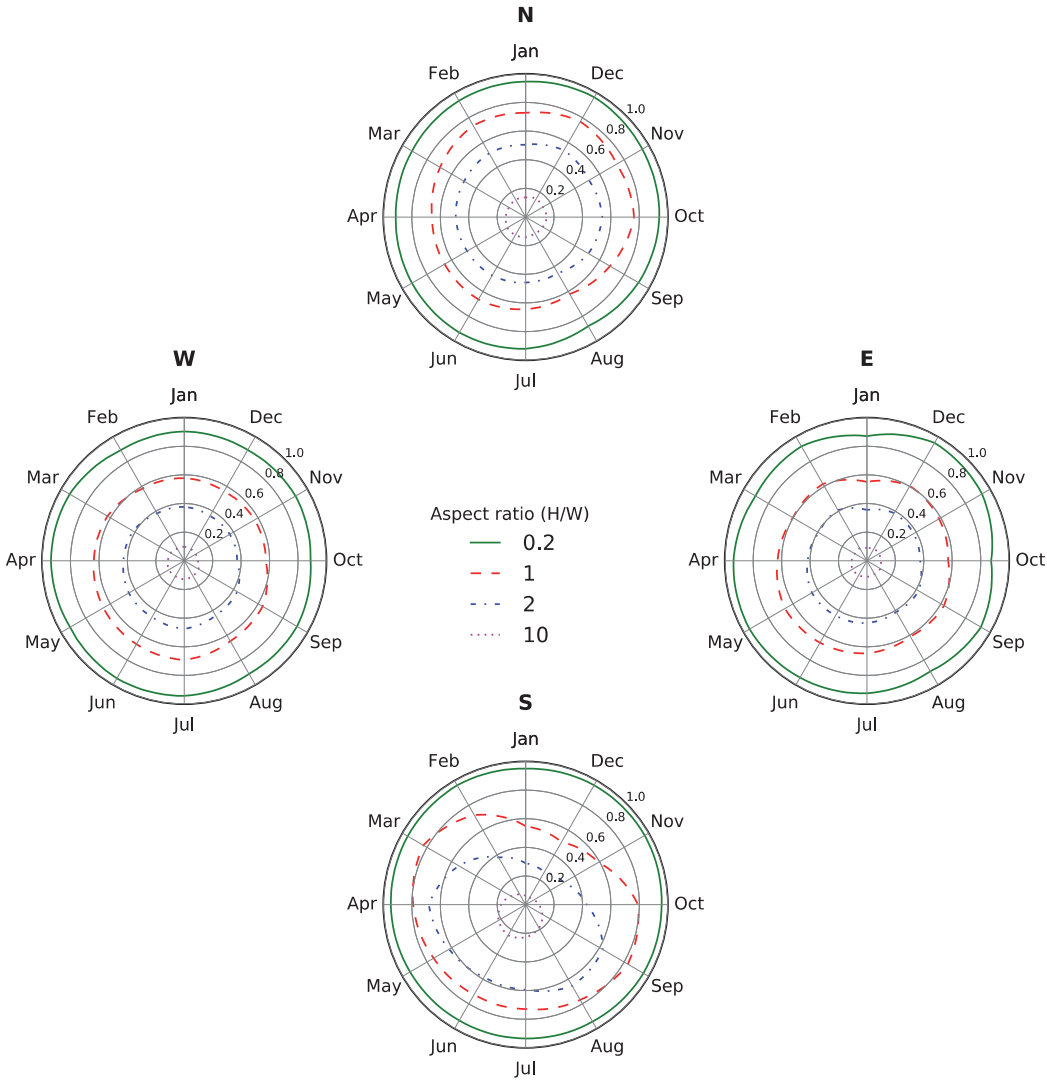 N
Jan
Feb
Dec
1.0
Mar
0.8
Nov
0.6
0.4
0.2
Apr
Oct
May
Sep
Jun
Aug
Jul
W
Jan
Feb
Dec
1.0
Mar
0.8
Nov
0.6
0.4
0.2
Apr
Oct
May
Sep
Jun
Aug
Jul
E
Jan
Feb
Dec
1.0
Mar
0.8
Nov
0.6
0.4
0.2
Apr
Oct
May
Sep
Jun
Aug
Jul
Aspect ratio (H/W)
0.2
1
2
10
S
Jan
Feb
Dec
1.0
Mar
0.8
Nov
0.6
0.4
0.2
Apr
Oct
May
Sep
Jun
Aug
Jul